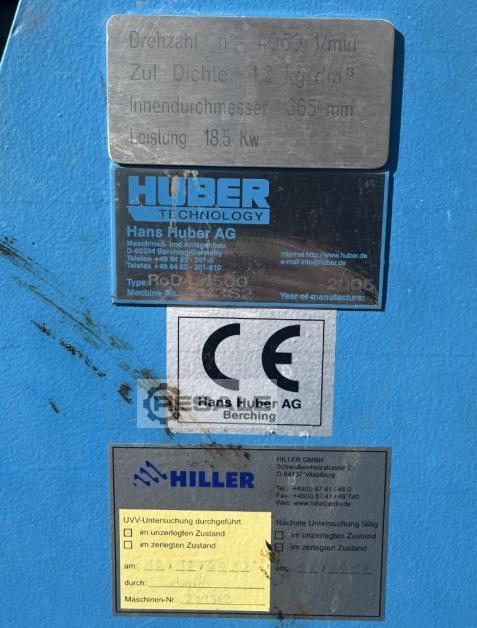 Drehzahl n = 4000 1/min
Zul Dichte 1,2 kg/dm³
Innendurchmesser 365 mm
Leistung 18.5 Kw
HUBER
TECHNOLOGY
Hans Huber AG
Maschinen- und Anlagenbau
D-92334 Berching/Germany
Telefon +49 84 62 - 201-0
Telefax +49 84 62 - 201-810
Internet http://www.huber.de
e-mail info@huber.de
Type:
Machine No.:
Year of manufacture:
2005
CE
Hans Huber AG
Berching
RESALE
HILLER
HILLER GMBH
Schwalbenholzstrasse 2
D-84137 Vilsbiburg
Tel.: +49(0) 87 41 / 48 0
Fax: +49(0) 87 41 / 48 740
Web: www.hillerzentri.de
UVV-Untersuchung durchgeführt
im unzerlegten Zustand
im zerlegten Zustand
am:
durch:
Maschinen-Nr.
Nächste Untersuchung fällig
im unzerlegten Zustand
im zerlegten Zustand
am: